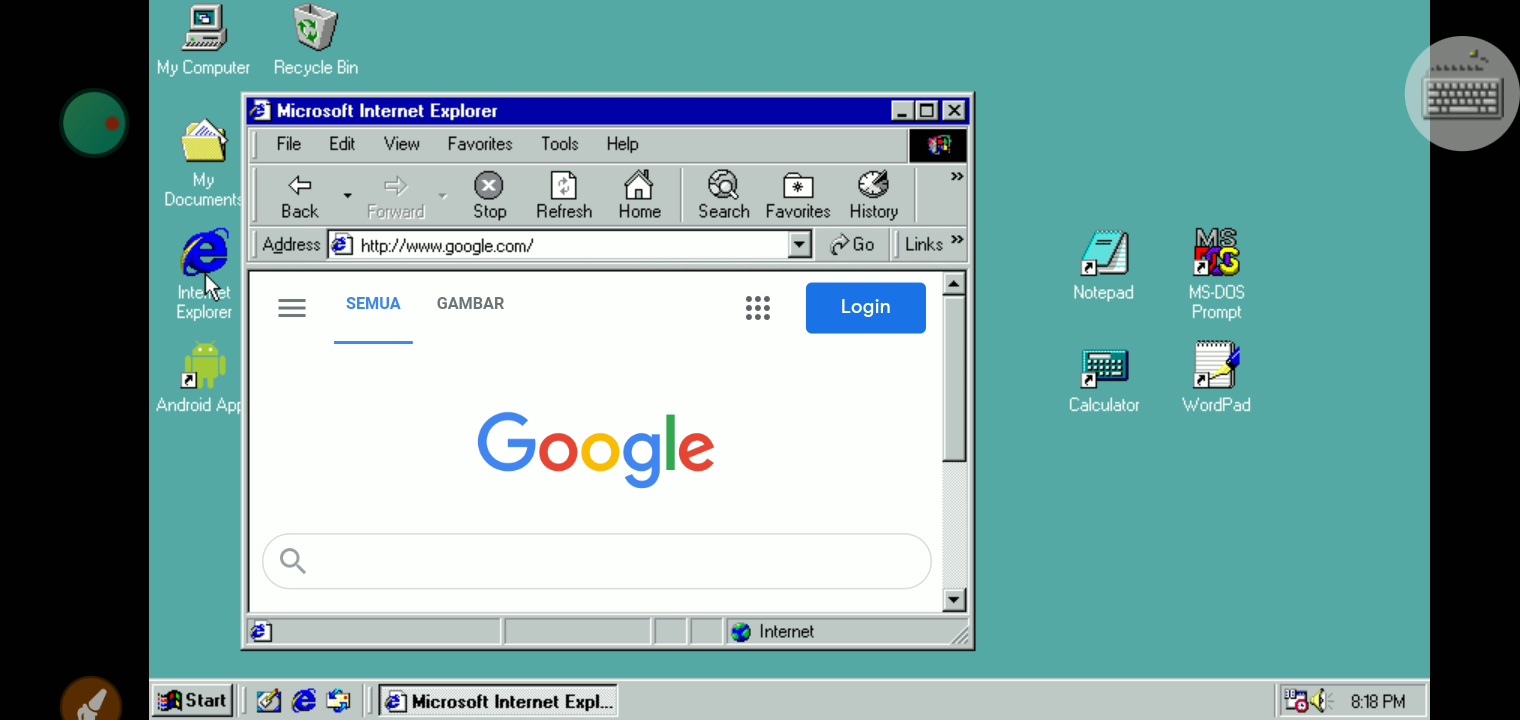 My Computer
Recycle Bin
My
Documents
Internet
Explorer
Android App
Microsoft Internet Explorer
File Edit View Favorites Tools Help
Back Forward Stop Refresh Home Search Favorites History »
Address http://www.google.com/ Go Links »
SEMUA GAMBAR Login
Google
Internet
Notepad
MS-DOS
Prompt
Calculator
WordPad
Start Microsoft Internet Expl... 8:18 PM